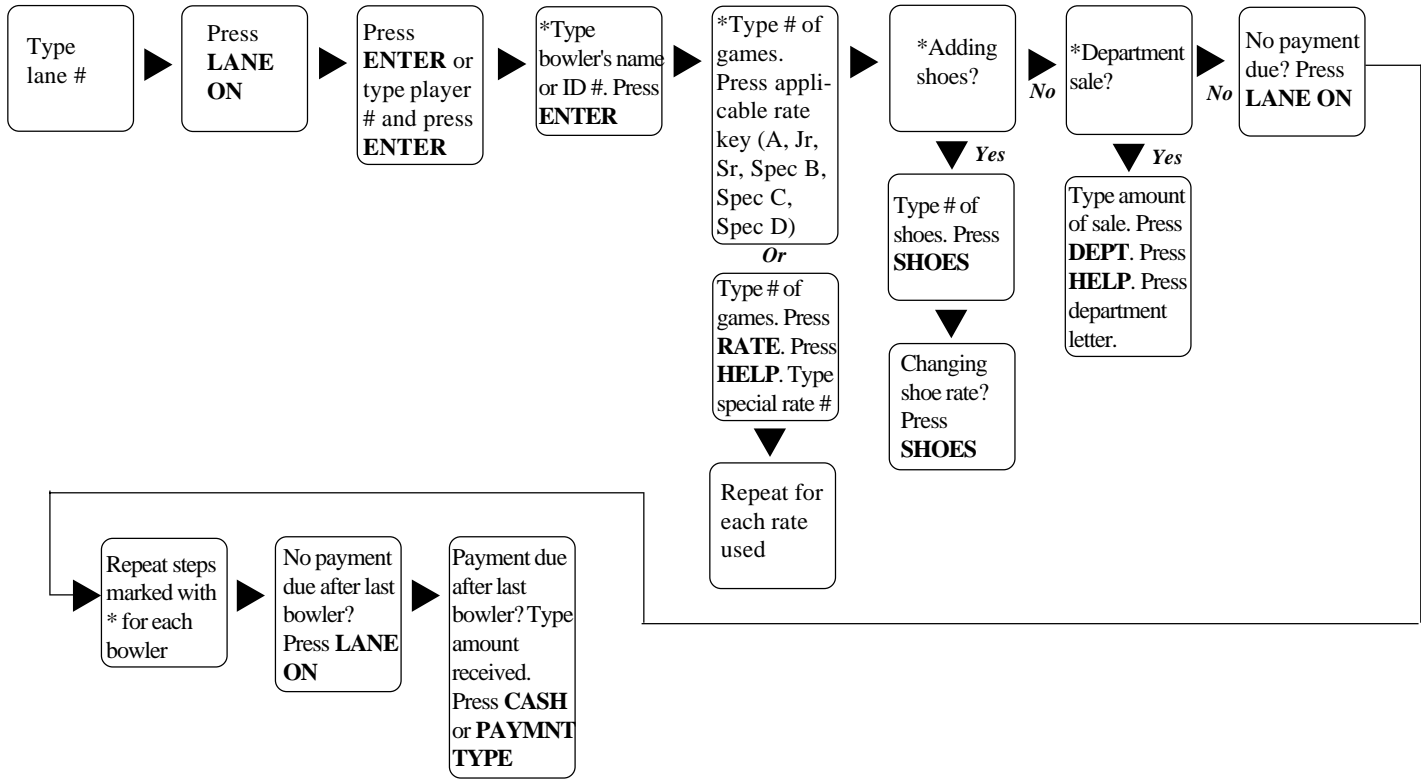 Type
lane #
Press
LANE
ON
Press
ENTER or
type player
# and press
ENTER
*Type
bowler's name
or ID #. Press
ENTER
*Type # of
games.
Press appli-
cable rate
key (A, Jr,
Sr, Spec B,
Spec C,
Spec D)
Or
Type # of
games. Press
RATE. Press
HELP. Type
special rate #
Repeat for
each rate
used
*Adding
shoes?
No
Yes
Type # of
shoes. Press
SHOES
Changing
shoe rate?
Press
SHOES
*Department
sale?
No
Yes
Type amount
of sale. Press
DEPT. Press
HELP. Press
department
letter.
No payment
due? Press
LANE ON
Repeat steps
marked with
* for each
bowler
No payment
due after last
bowler?
Press LANE
ON
Payment due
after last
bowler? Type
amount
received.
Press CASH
or PAYMNT
TYPE